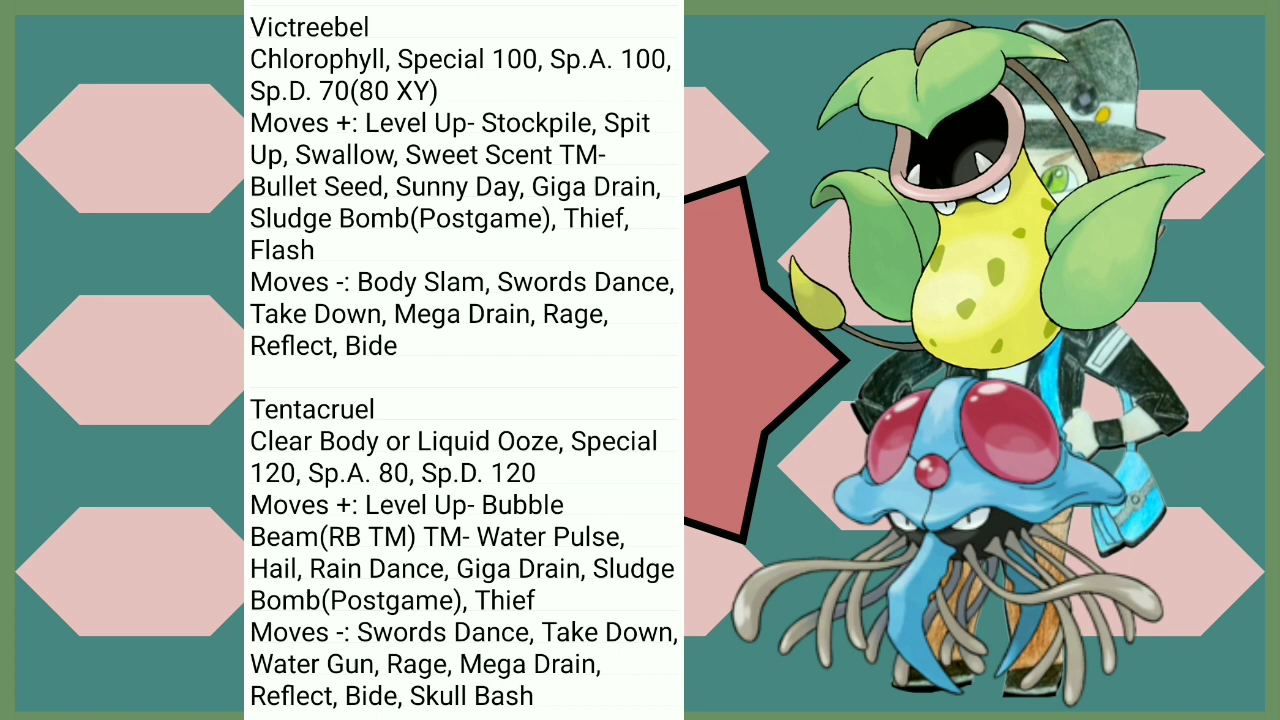 Victreebel
Chlorophyll, Special 100, Sp.A. 100,
Sp.D. 70(80 XY)
Moves +: Level Up- Stockpile, Spit
Up, Swallow, Sweet Scent TM-
Bullet Seed, Sunny Day, Giga Drain,
Sludge Bomb(Postgame), Thief,
Flash
Moves -: Body Slam, Swords Dance,
Take Down, Mega Drain, Rage,
Reflect, Bide
Tentacruel
Clear Body or Liquid Ooze, Special
120, Sp.A. 80, Sp.D. 120
Moves +: Level Up- Bubble
Beam(RB TM) TM- Water Pulse,
Hail, Rain Dance, Giga Drain, Sludge
Bomb(Postgame), Thief
Moves -: Swords Dance, Take Down,
Water Gun, Rage, Mega Drain,
Reflect, Bide, Skull Bash